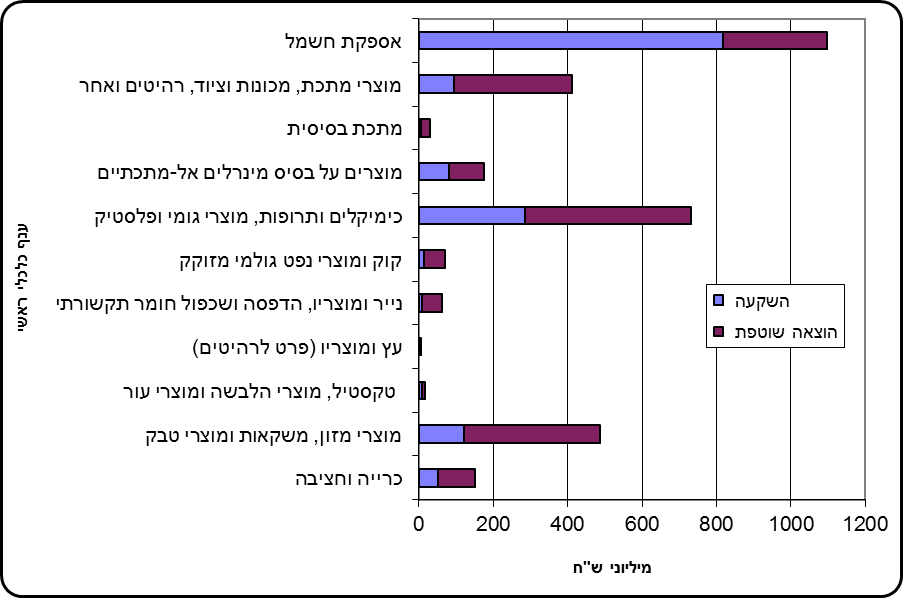 אספקת חשמל
מוצרי מתכת, מכונות וציוד, רהיטים ואחר
מתכת בסיסית
מוצרים על בסיס מינרלים אל-מתכתיים
כימיקלים ותרופות, מוצרי גומי ופלסטיק
קוק ומוצרי נפט גולמי מזוקק
נייר ומוצריו, הדפסה ושכפול חומר תקשורתי
עץ ומוצריו (פרט לרהיטים)
טקסטיל, מוצרי הלבשה ומוצרי עור
מוצרי מזון, משקאות ומוצרי טבק
כרייה וחציבה
ענף כלכלי ראשי
השקעה
הוצאה שוטפת
0 200 400 600 800 1000 1200
מיליוני ש"ח